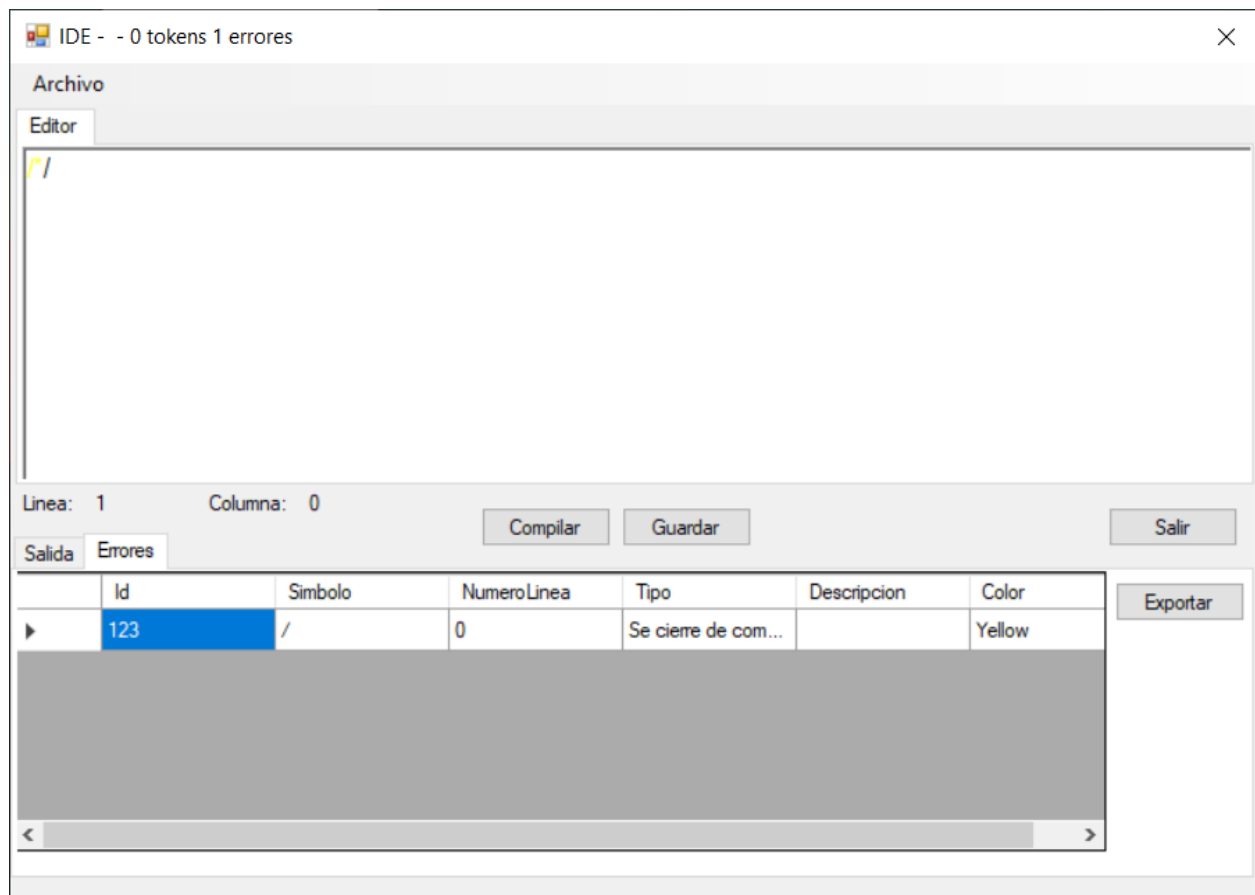 IDE - - 0 tokens 1 errores
Archivo
Editor
/*/
Linea: 1 Columna: 0
Compilar Guardar Salir
Salida Errores
Id Simbolo NumeroLinea Tipo Descripcion Color
Exportar
123 / 0 Se cierre de com... Yellow